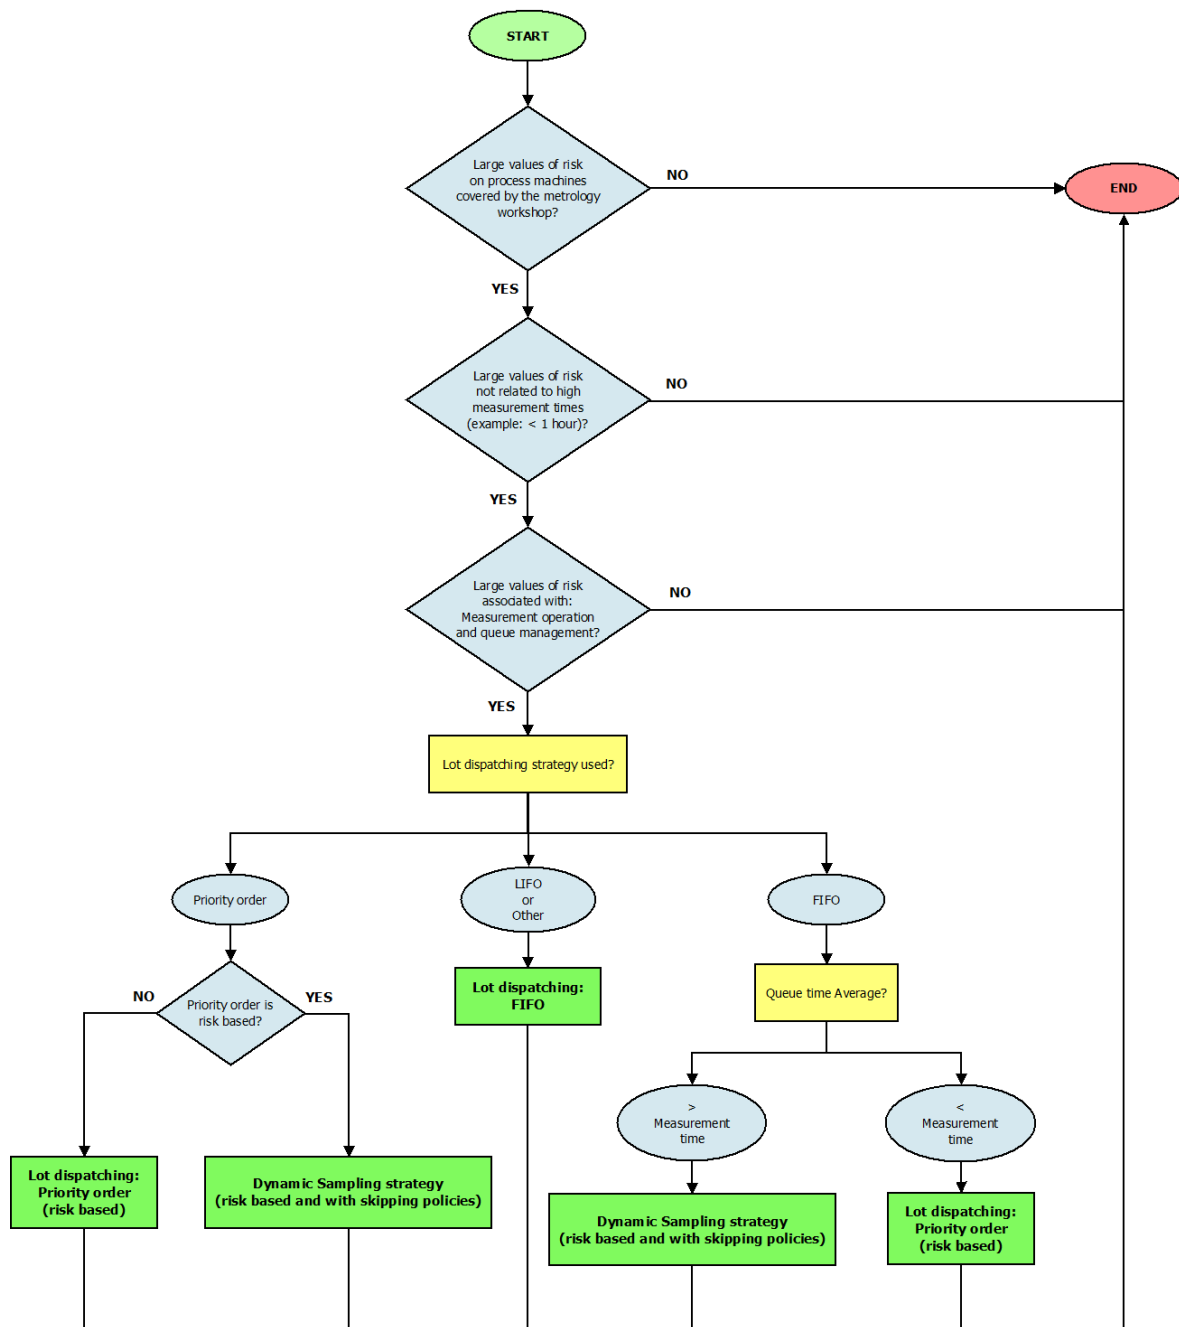 START
Large values of risk
on process machines
covered by the metrology
workshop?
NO
END
YES
Large values of risk
not related to high
measurement times
(example: < 1 hour)?
NO
YES
Large values of risk
associated with:
Measurement operation
and queue management?
NO
YES
Lot dispatching strategy used?
Priority order
LIFO
or
Other
FIFO
Priority order is
risk based?
NO
YES
Lot dispatching:
FIFO
Queue time Average?
>
Measurement
time
<
Measurement
time
Lot dispatching:
Priority order
(risk based)
Dynamic Sampling strategy
(risk based and with skipping policies)
Dynamic Sampling strategy
(risk based and with skipping policies)
Lot dispatching:
Priority order
(risk based)